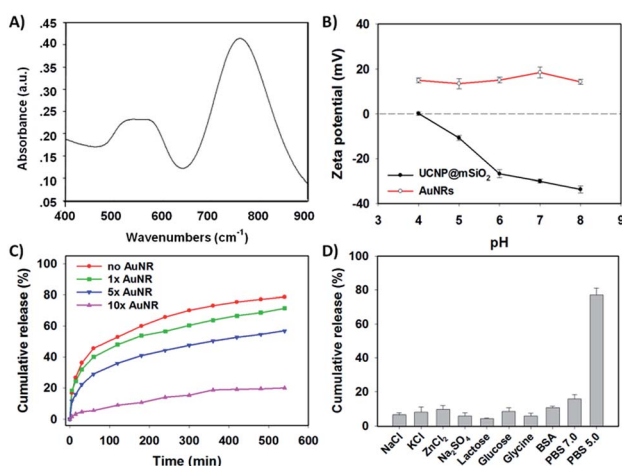 A)
.45
.40
.35
.30
.25
.20
.15
.10
.05
Absorbance (a.u.)
400 500 600 700 800 900
Wavenumbers (cm⁻¹)
B)
40
20
0
-20
-40
Zeta potential (mV)
UCNP@mSiO₂
AuNRs
3 4 5 6 7 8 9
pH
C)
100
80
60
40
20
0
Cumulative release (%)
no AuNR
1x AuNR
5x AuNR
10x AuNR
0 100 200 300 400 500 600
Time (min)
D)
100
80
60
40
20
0
Cumulative release (%)
NaCl
KCl
ZnCl₂
Na₂SO₄
Lactose
Glucose
Glycine
BSA
PBS 7.0
PBS 5.0